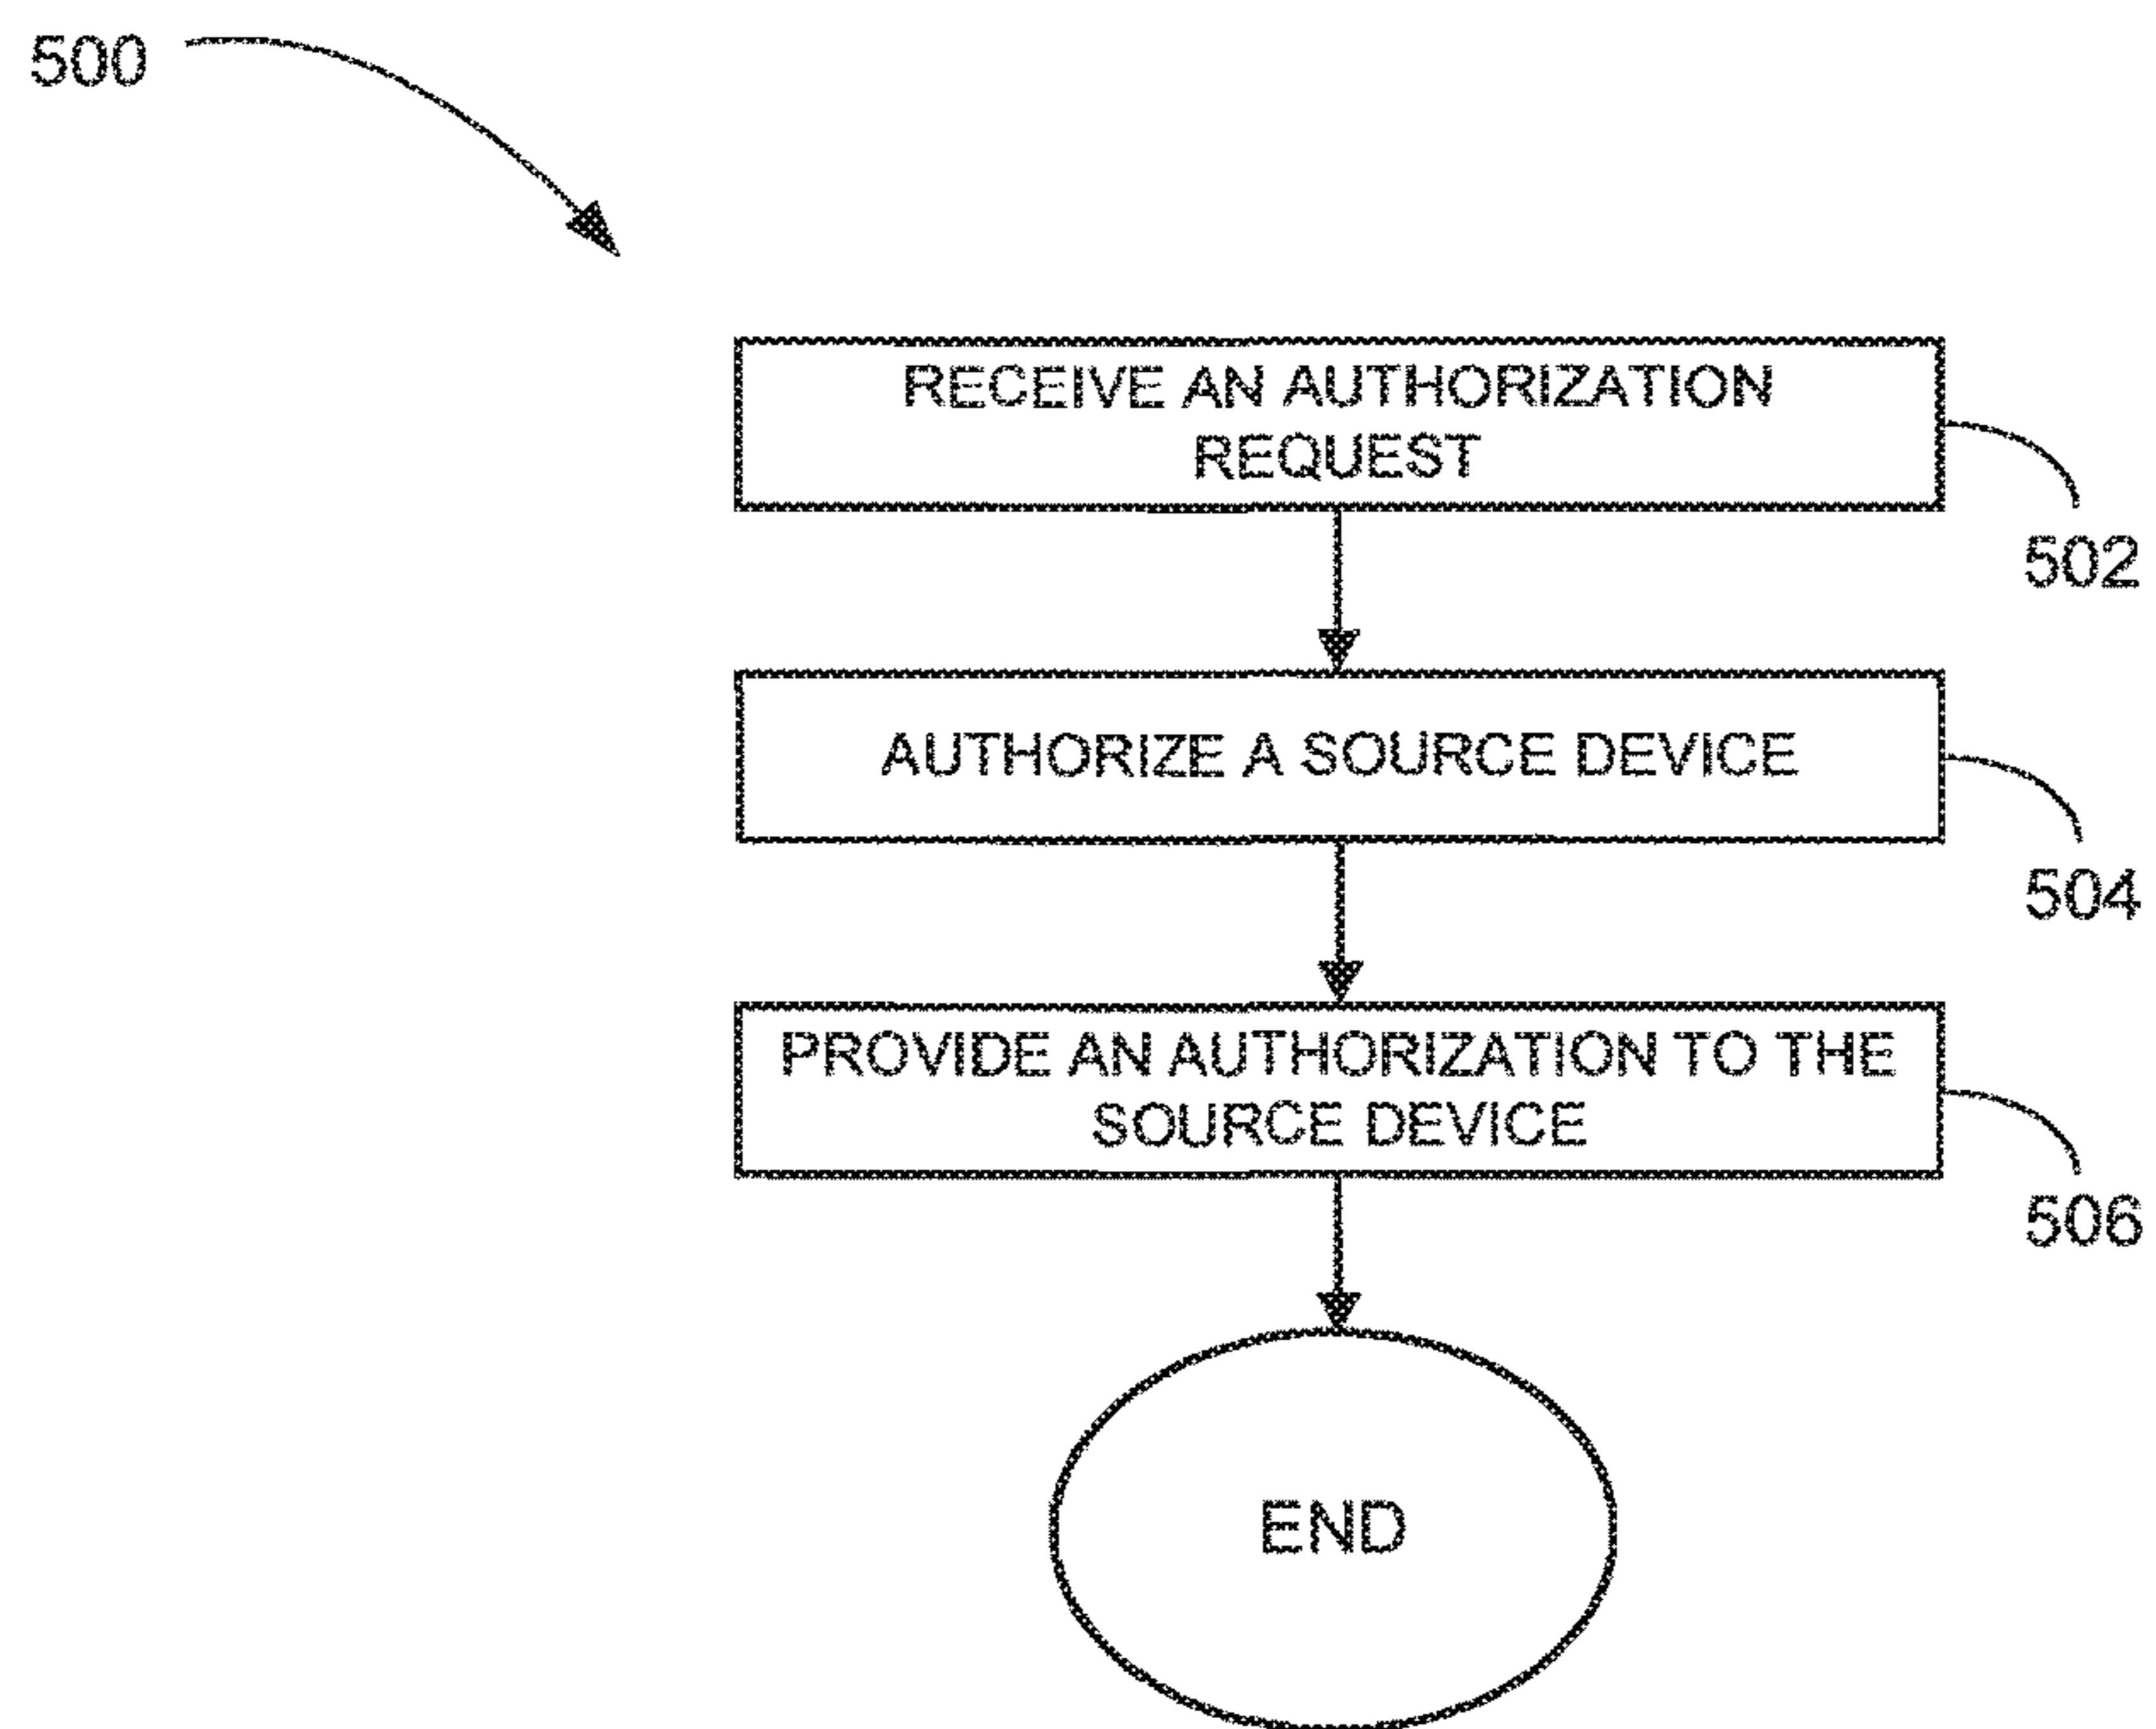 500
RECEIVE AN AUTHORIZATION
REQUEST
502
AUTHORIZE A SOURCE DEVICE
504
PROVIDE AN AUTHORIZATION TO THE
SOURCE DEVICE
506
END